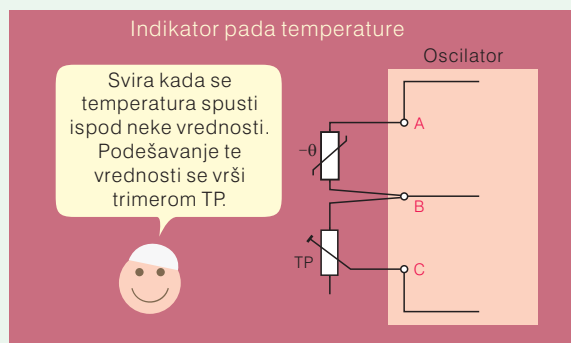 Indikator pada temperature
Oscilator
Svira kada se
temperatura spusti
ispod neke vrednosti.
Podešavanje te
vrednosti se vrši
trimerom TP.
A
–θ
B
TP
C